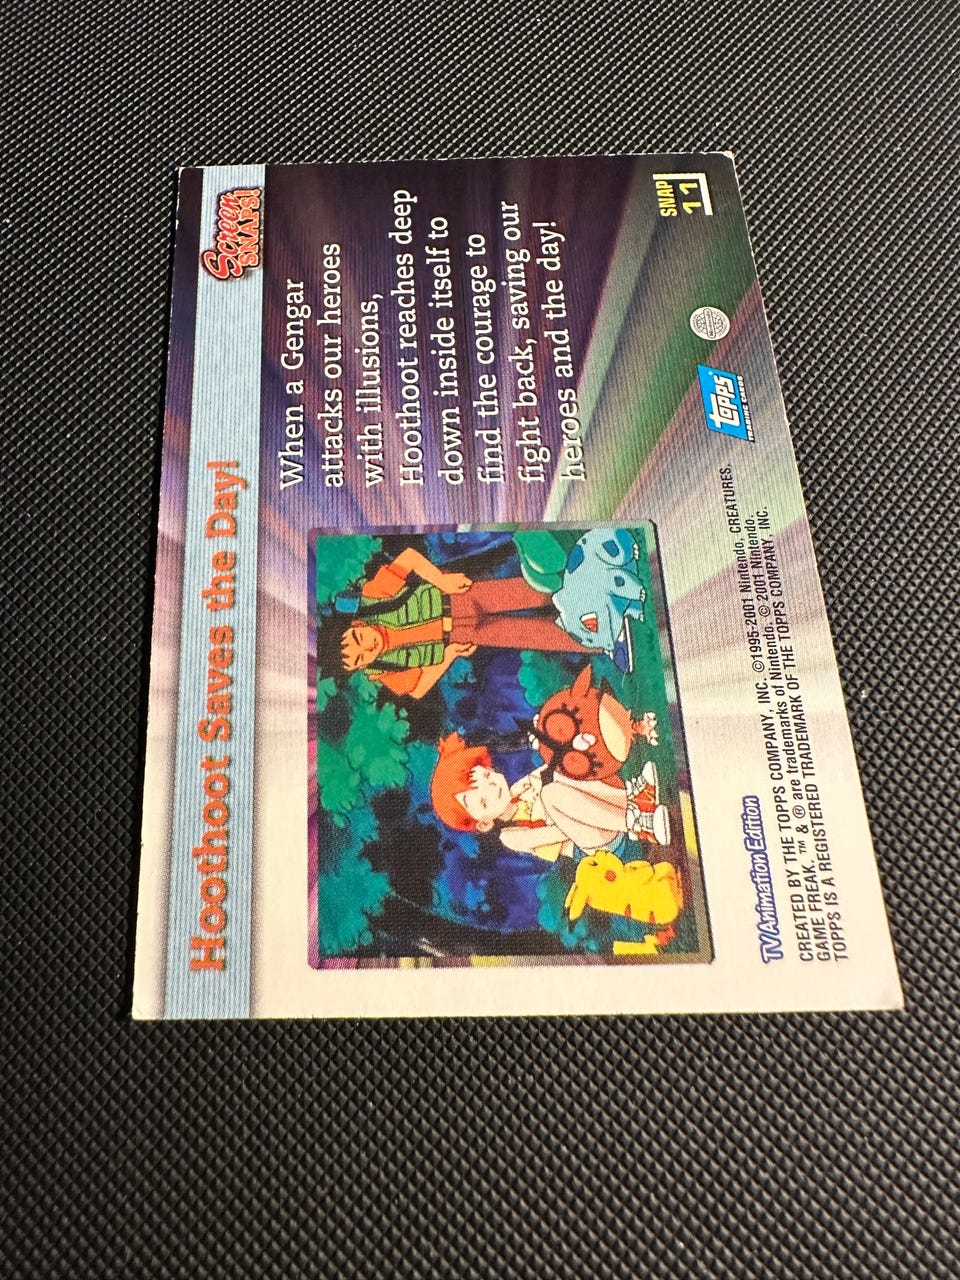 Hoothoot Saves the Day!
Screen
SNAPS!
When a Gengar
attacks our heroes
with illusions,
Hoothoot reaches deep
down inside itself to
find the courage to
fight back, saving our
heroes and the day!
SNAP
11
TV Animation Edition
topps®
TRADING CARDS
Nintendo
CREATED BY THE TOPPS COMPANY, INC. ©1995-2001 Nintendo, CREATURES,
GAME FREAK. ™ & ® are trademarks of Nintendo. © 2001 Nintendo.
TOPPS IS A REGISTERED TRADEMARK OF THE TOPPS COMPANY, INC.